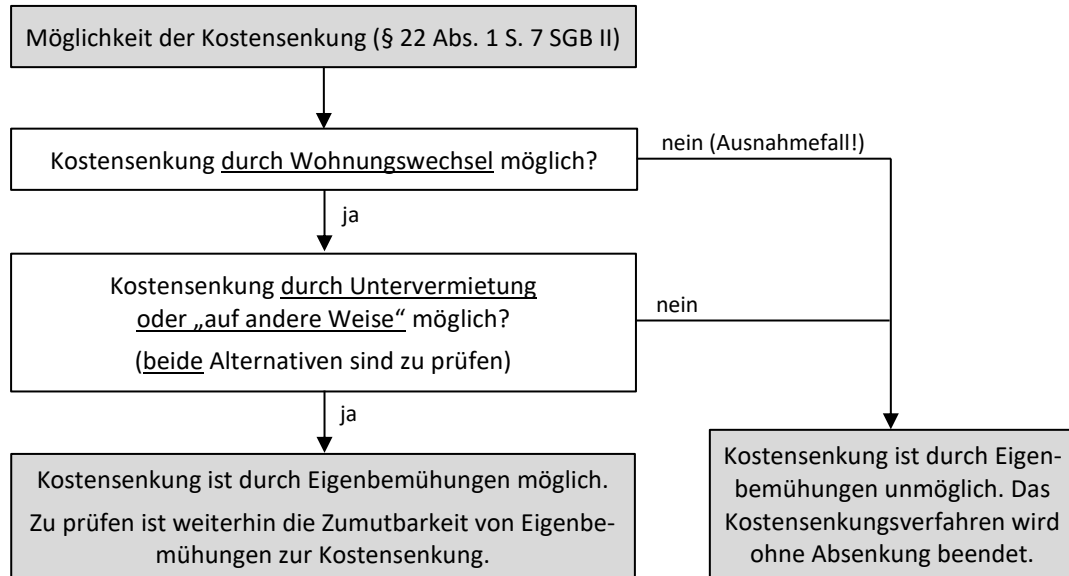 Möglichkeit der Kostensenkung (§ 22 Abs. 1 S. 7 SGB II)
Kostensenkung durch Wohnungswechsel möglich?
nein (Ausnahmefall!)
ja
Kostensenkung durch Untervermietung
oder „auf andere Weise“ möglich?
(beide Alternativen sind zu prüfen)
nein
ja
Kostensenkung ist durch Eigenbemühungen möglich.
Zu prüfen ist weiterhin die Zumutbarkeit von Eigenbe-
mühungen zur Kostensenkung.
Kostensenkung ist durch Eigen-
bemühungen unmöglich. Das
Kostensenkungsverfahren wird
ohne Absenkung beendet.